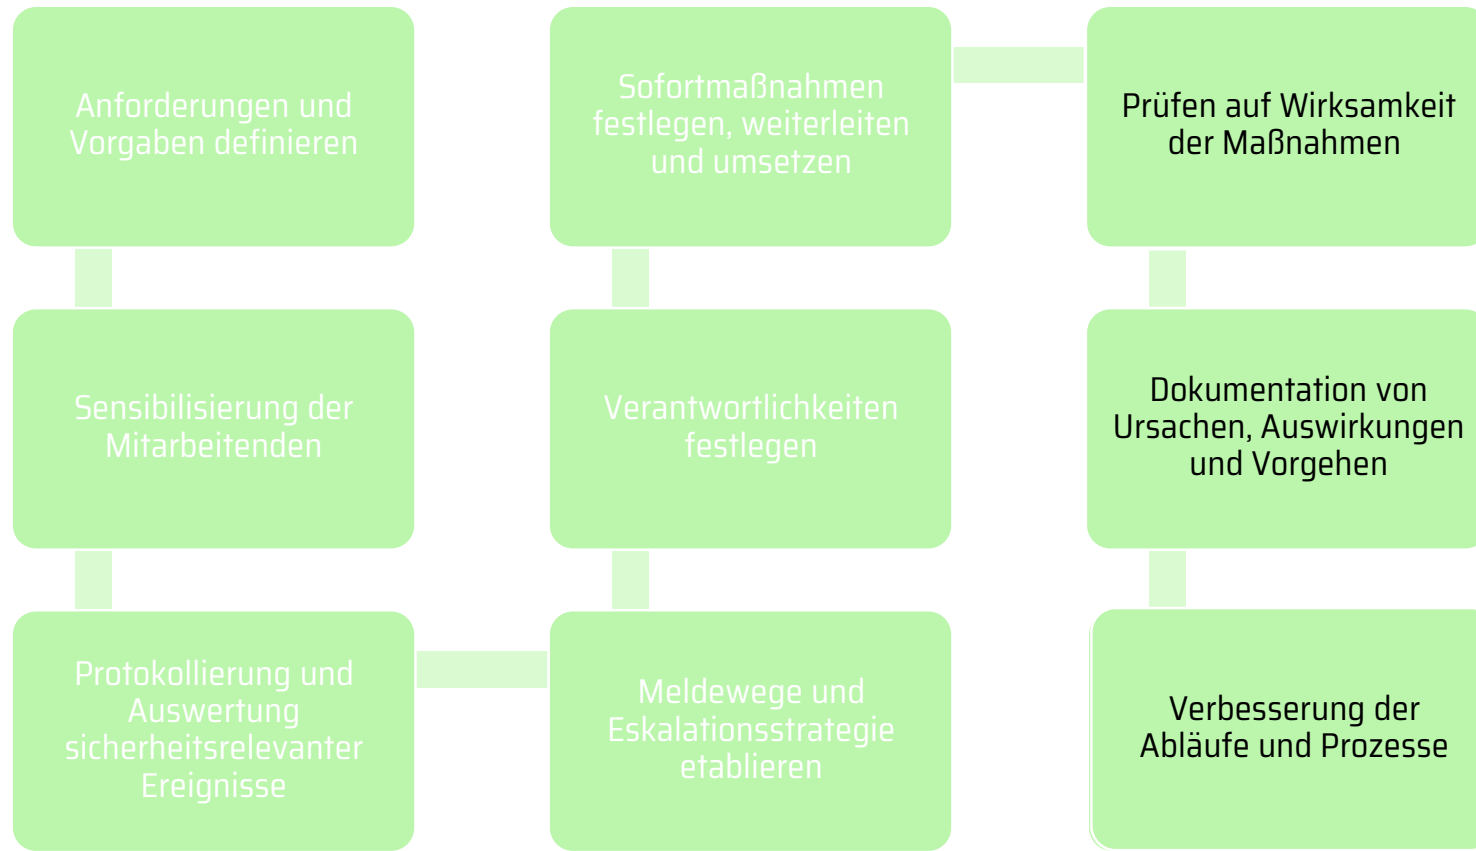 Anforderungen und
Vorgaben definieren
Sensibilisierung der
Mitarbeitenden
Protokollierung und
Auswertung
sicherheitsrelevanter
Ereignisse
Meldewege und
Eskalationsstrategie
etablieren
Verantwortlichkeiten
festlegen
Sofortmaßnahmen
festlegen, weiterleiten
und umsetzen
Prüfen auf Wirksamkeit
der Maßnahmen
Dokumentation von
Ursachen, Auswirkungen
und Vorgehen
Verbesserung der
Abläufe und Prozesse